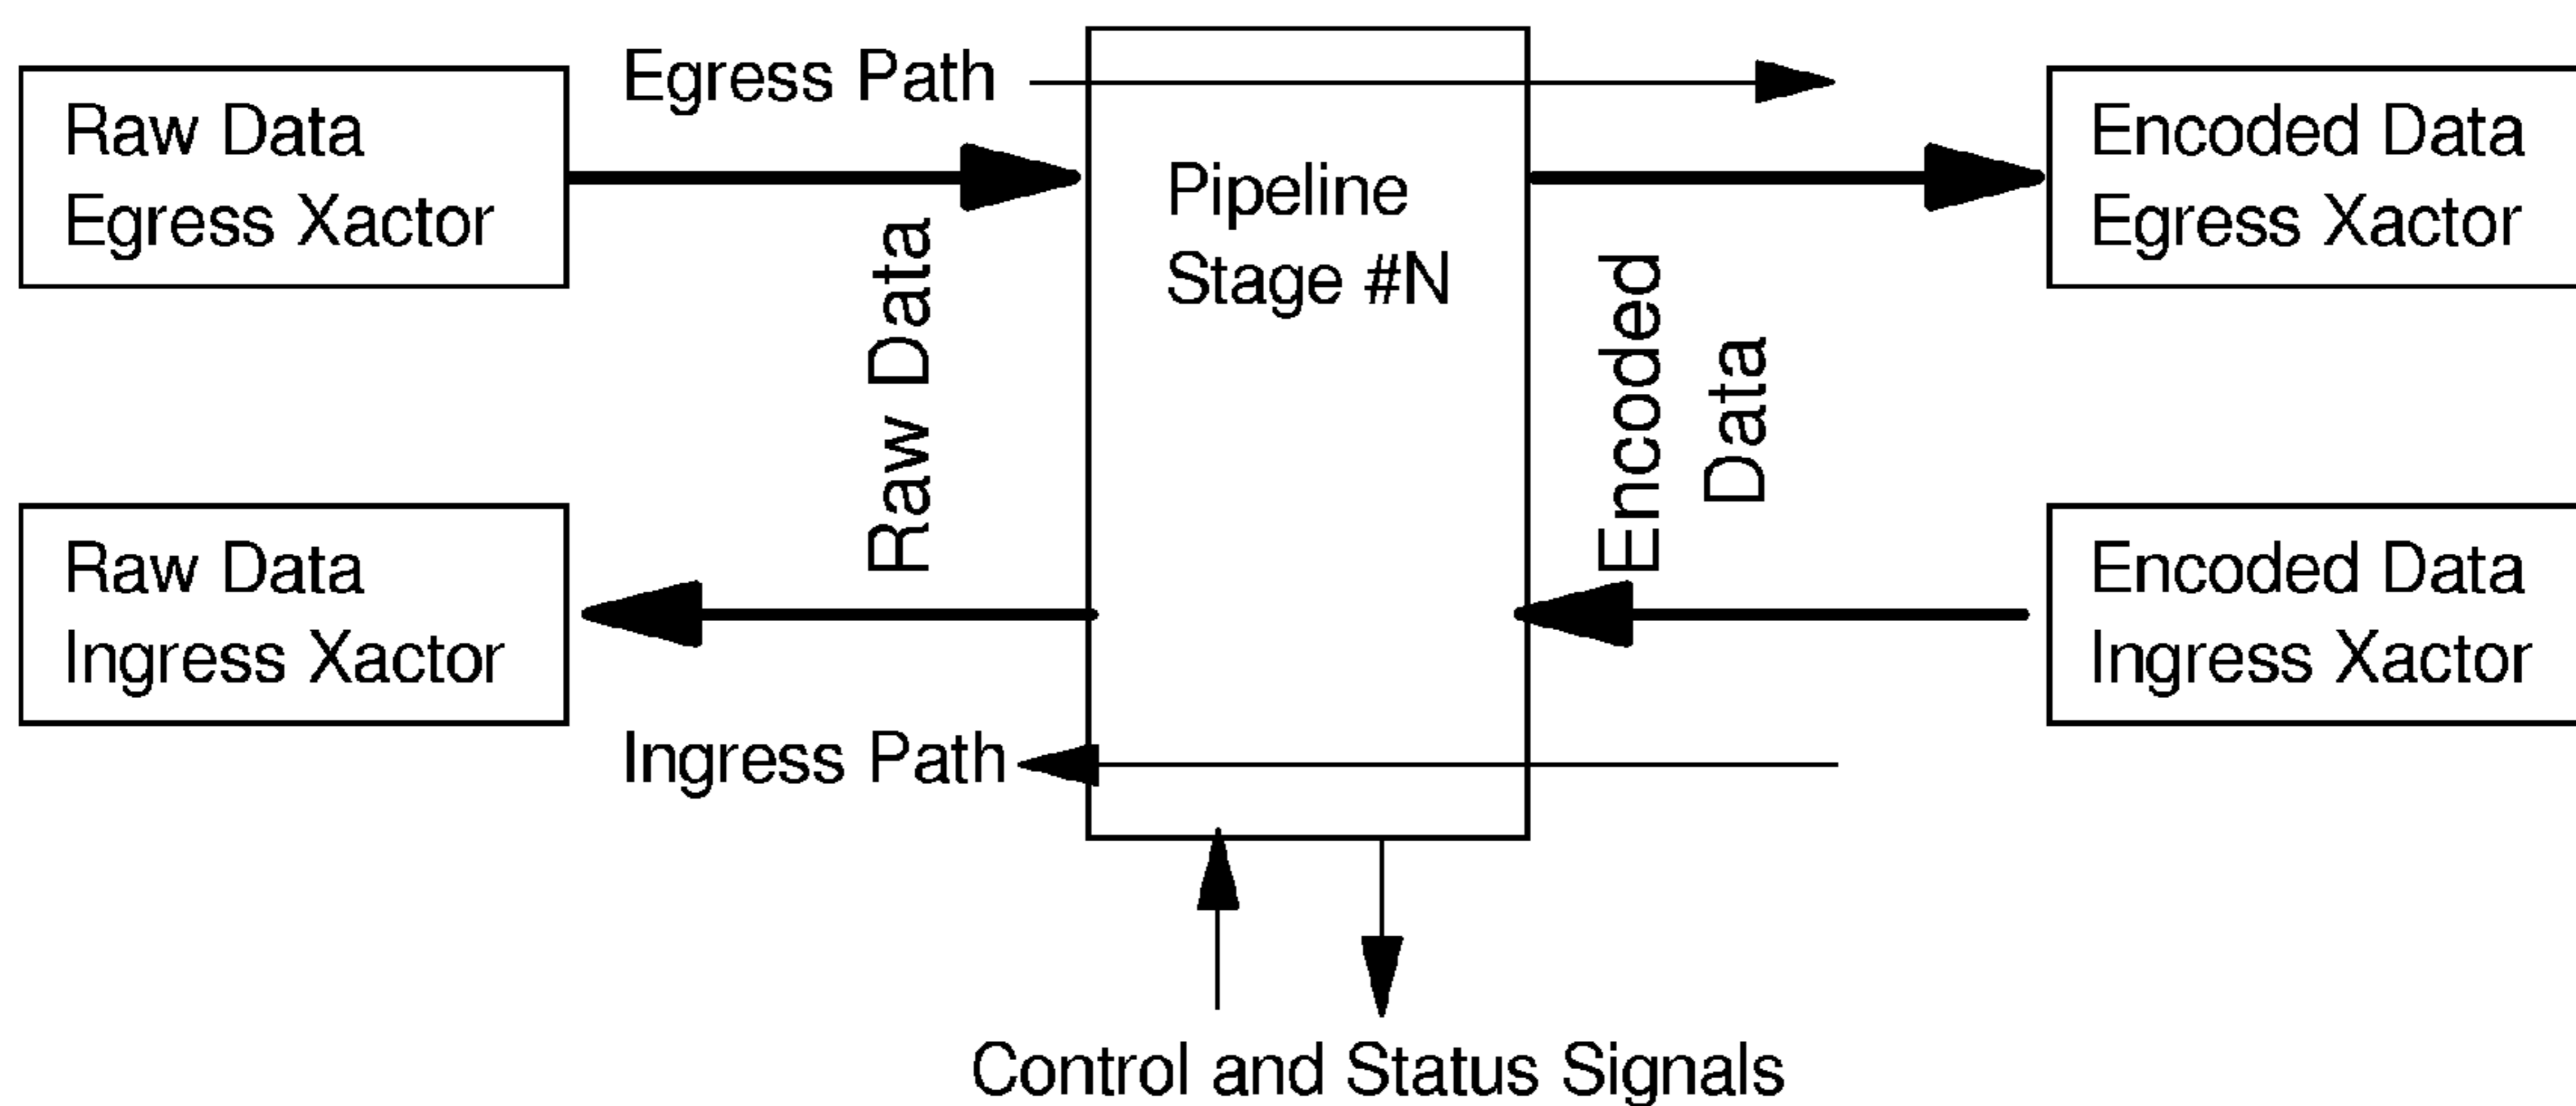 Egress Path
Raw Data
Egress Xactor
Pipeline
Stage #N
Encoded Data
Egress Xactor
Raw Data
Encoded
Data
Raw Data
Ingress Xactor
Encoded Data
Ingress Xactor
Ingress Path
Control and Status Signals